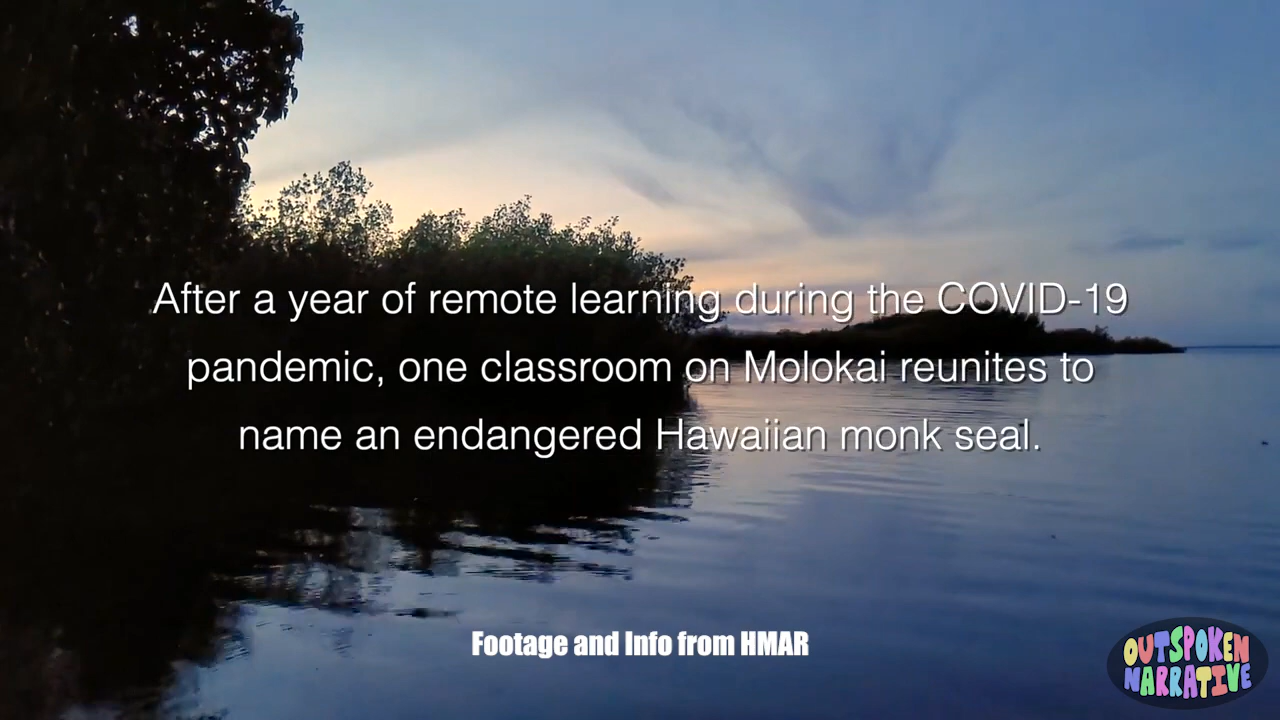 After a year of remote learning during the COVID-19
pandemic, one classroom on Molokai reunites to
name an endangered Hawaiian monk seal.
Footage and Info from HMAR
OUTSPOKEN
NARRATIVE